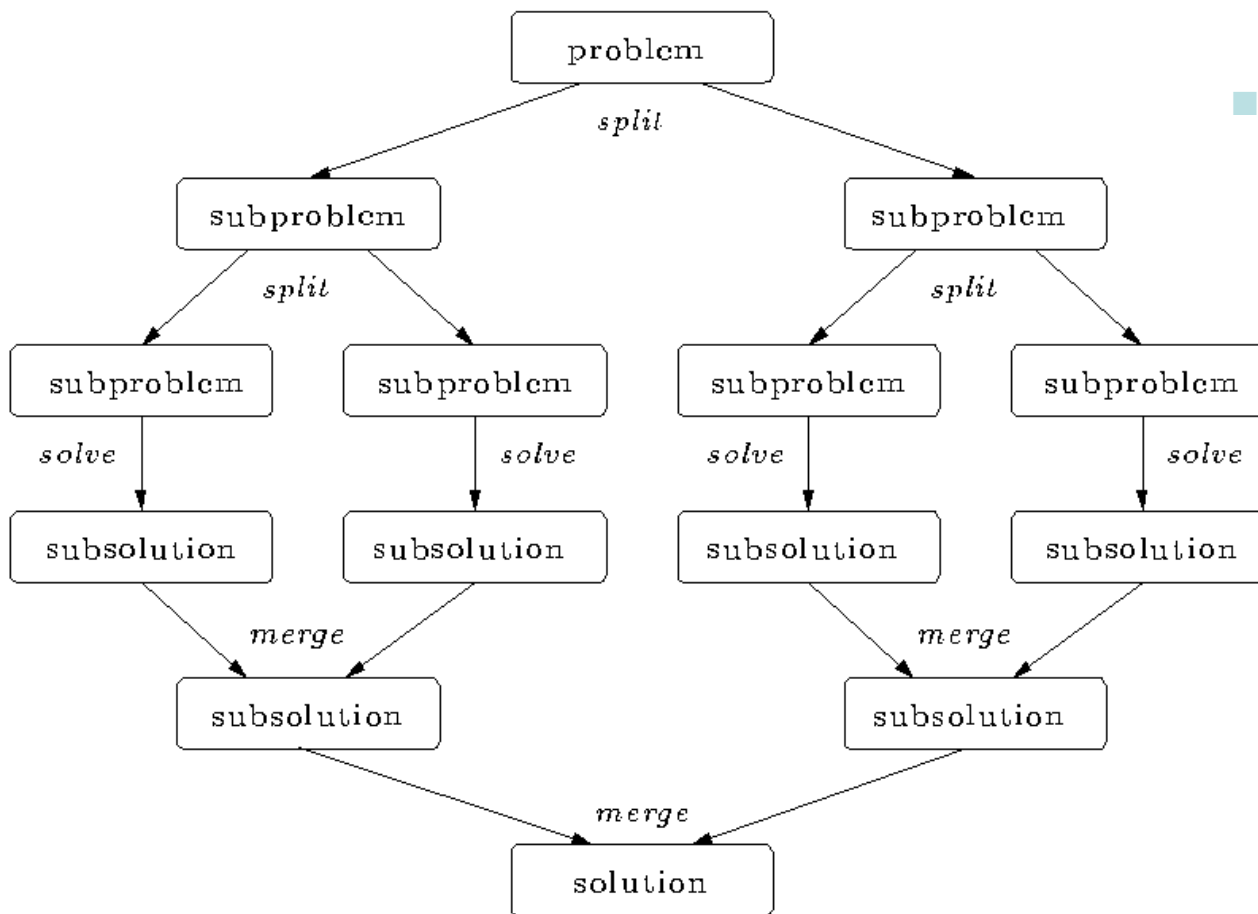 problem
split
subproblem subproblem
split split
subproblem subproblem subproblem subproblem
solve solve solve solve
subsolution subsolution subsolution subsolution
merge merge
subsolution subsolution
merge
solution